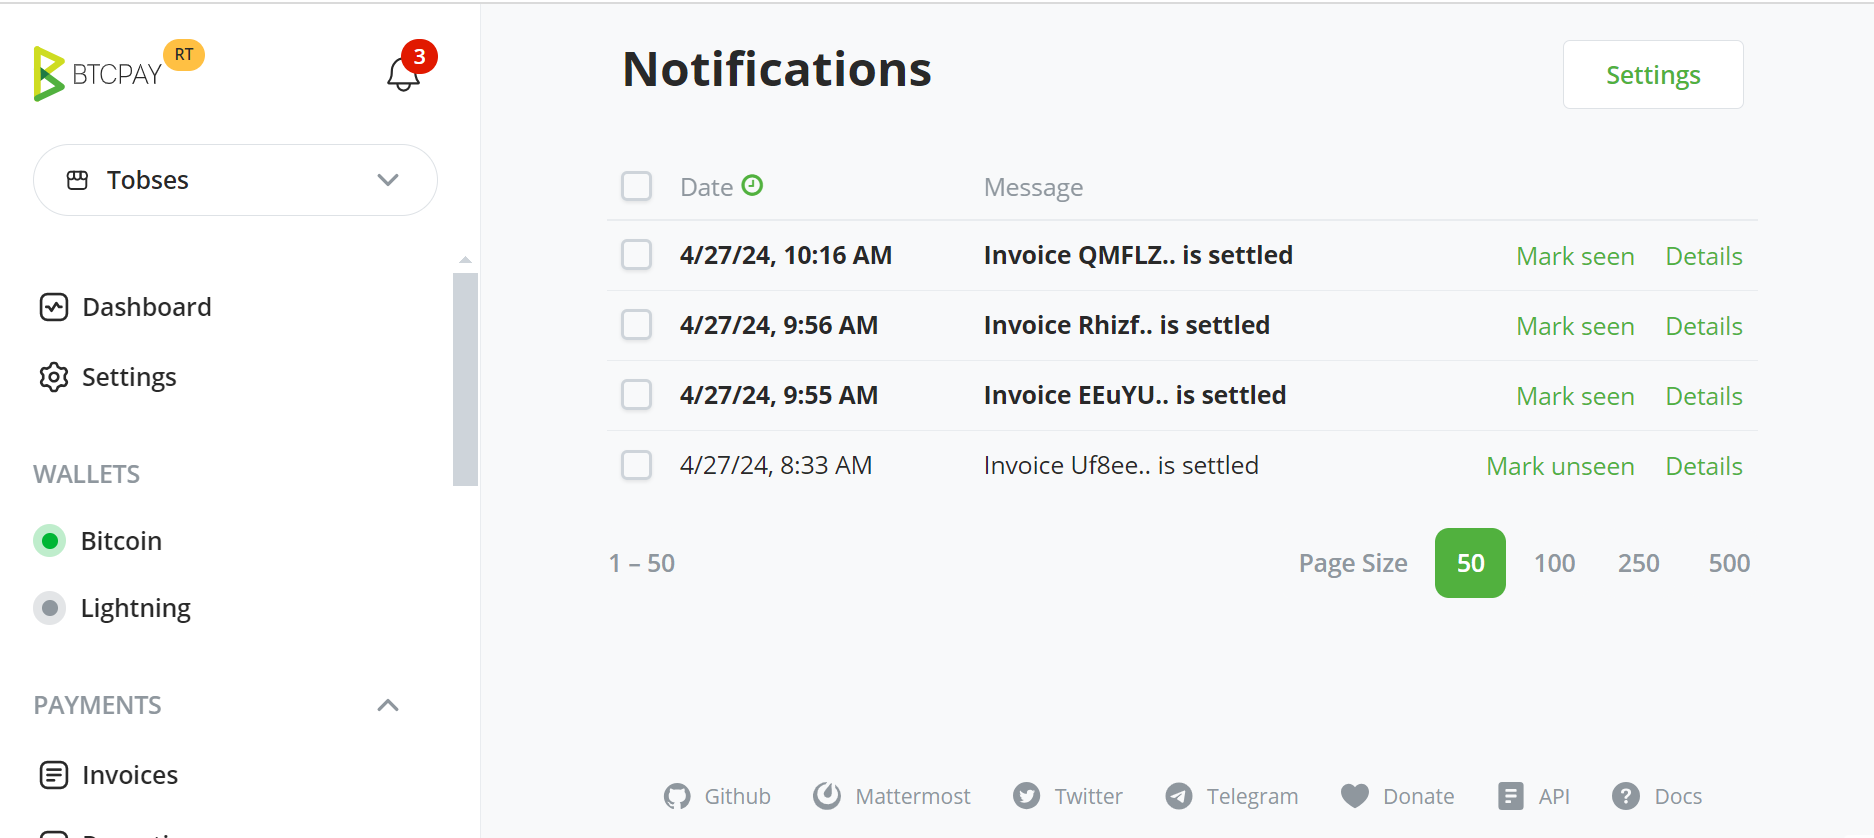 BTCPAY RT
3
Tobses
Dashboard
Settings
WALLETS
Bitcoin
Lightning
PAYMENTS
Invoices
Notifications
Settings
Date Message
4/27/24, 10:16 AM Invoice QMFLZ.. is settled Mark seen Details
4/27/24, 9:56 AM Invoice Rhizf.. is settled Mark seen Details
4/27/24, 9:55 AM Invoice EEuYU.. is settled Mark seen Details
4/27/24, 8:33 AM Invoice Uf8ee.. is settled Mark unseen Details
1 – 50 Page Size 50 100 250 500
Github Mattermost Twitter Telegram Donate API Docs